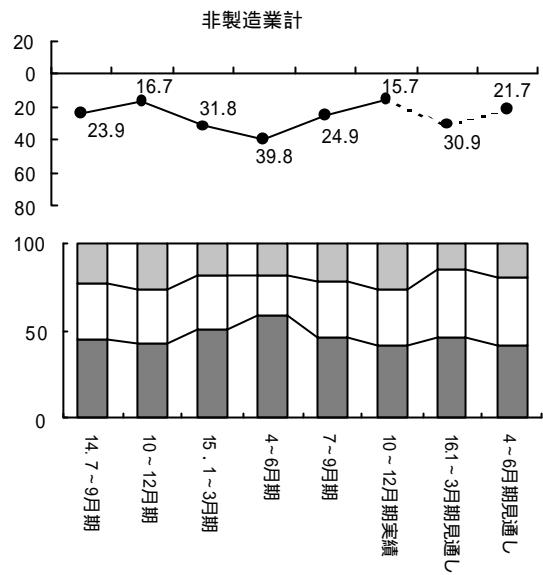 非製造業計
20
0
20
40
60
80
23.9
16.7
31.8
39.8
24.9
15.7
30.9
21.7
100
50
0
14. 7~9月期
10~12月期
15. 1~3月期
4~6月期
7~9月期
10~12月期実績
16.1~3月期見通し
4~6月期見通し